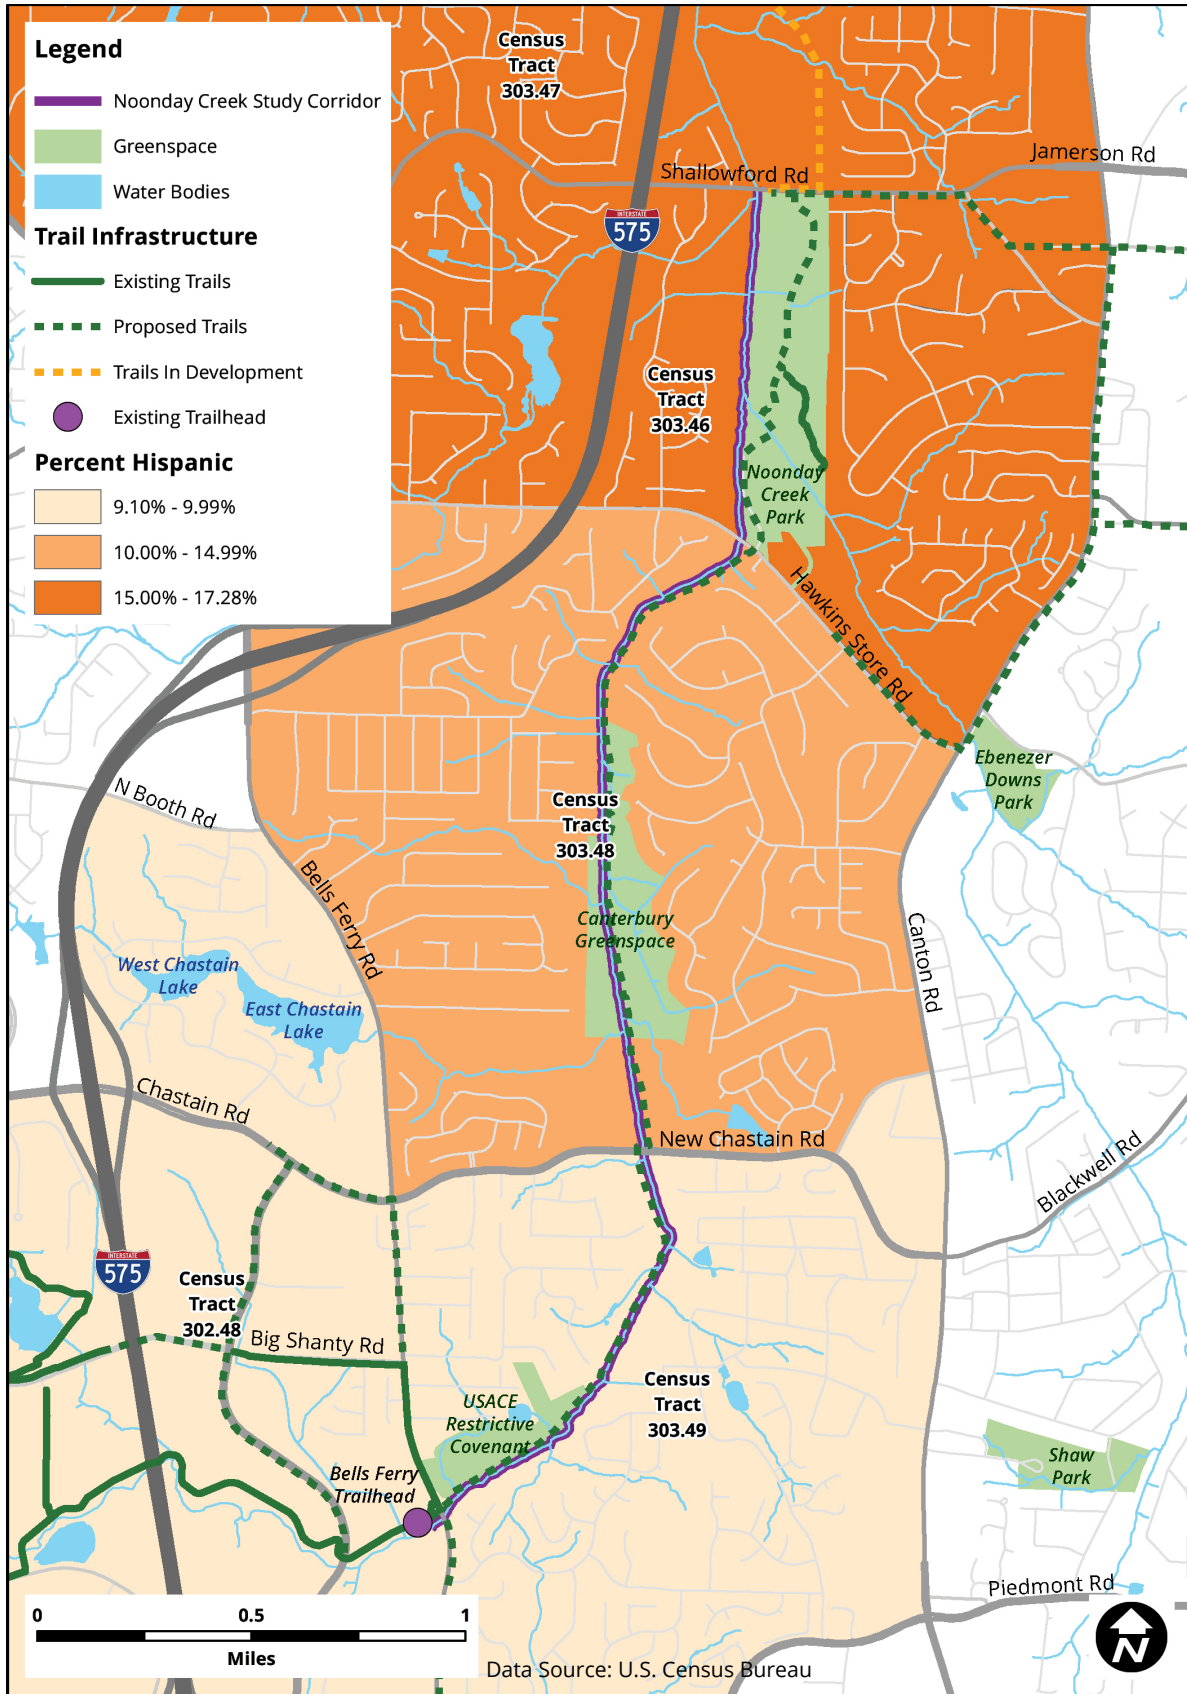 Legend
Noonday Creek Study Corridor
Greenspace
Water Bodies
Trail Infrastructure
Existing Trails
Proposed Trails
Trails In Development
Existing Trailhead
Percent Hispanic
9.10% - 9.99%
10.00% - 14.99%
15.00% - 17.28%
Census
Tract
303.47
Shallowford Rd
Jamerson Rd
INTERSTATE
575
Census
Tract
303.46
Noonday
Creek
Park
Hawkins Store Rd
Ebenezer
Downs
Park
N Booth Rd
Census
Tract
303.48
Bells Ferry Rd
Canterbury
Greenspace
Canton Rd
West Chastain
Lake
East Chastain
Lake
Chastain Rd
New Chastain Rd
Blackwell Rd
INTERSTATE
575
Census
Tract
302.48
Big Shanty Rd
Census
Tract
303.49
USACE
Restrictive
Covenant
Shaw
Park
Bells Ferry
Trailhead
Piedmont Rd
0 0.5 1
Miles
N
Data Source: U.S. Census Bureau